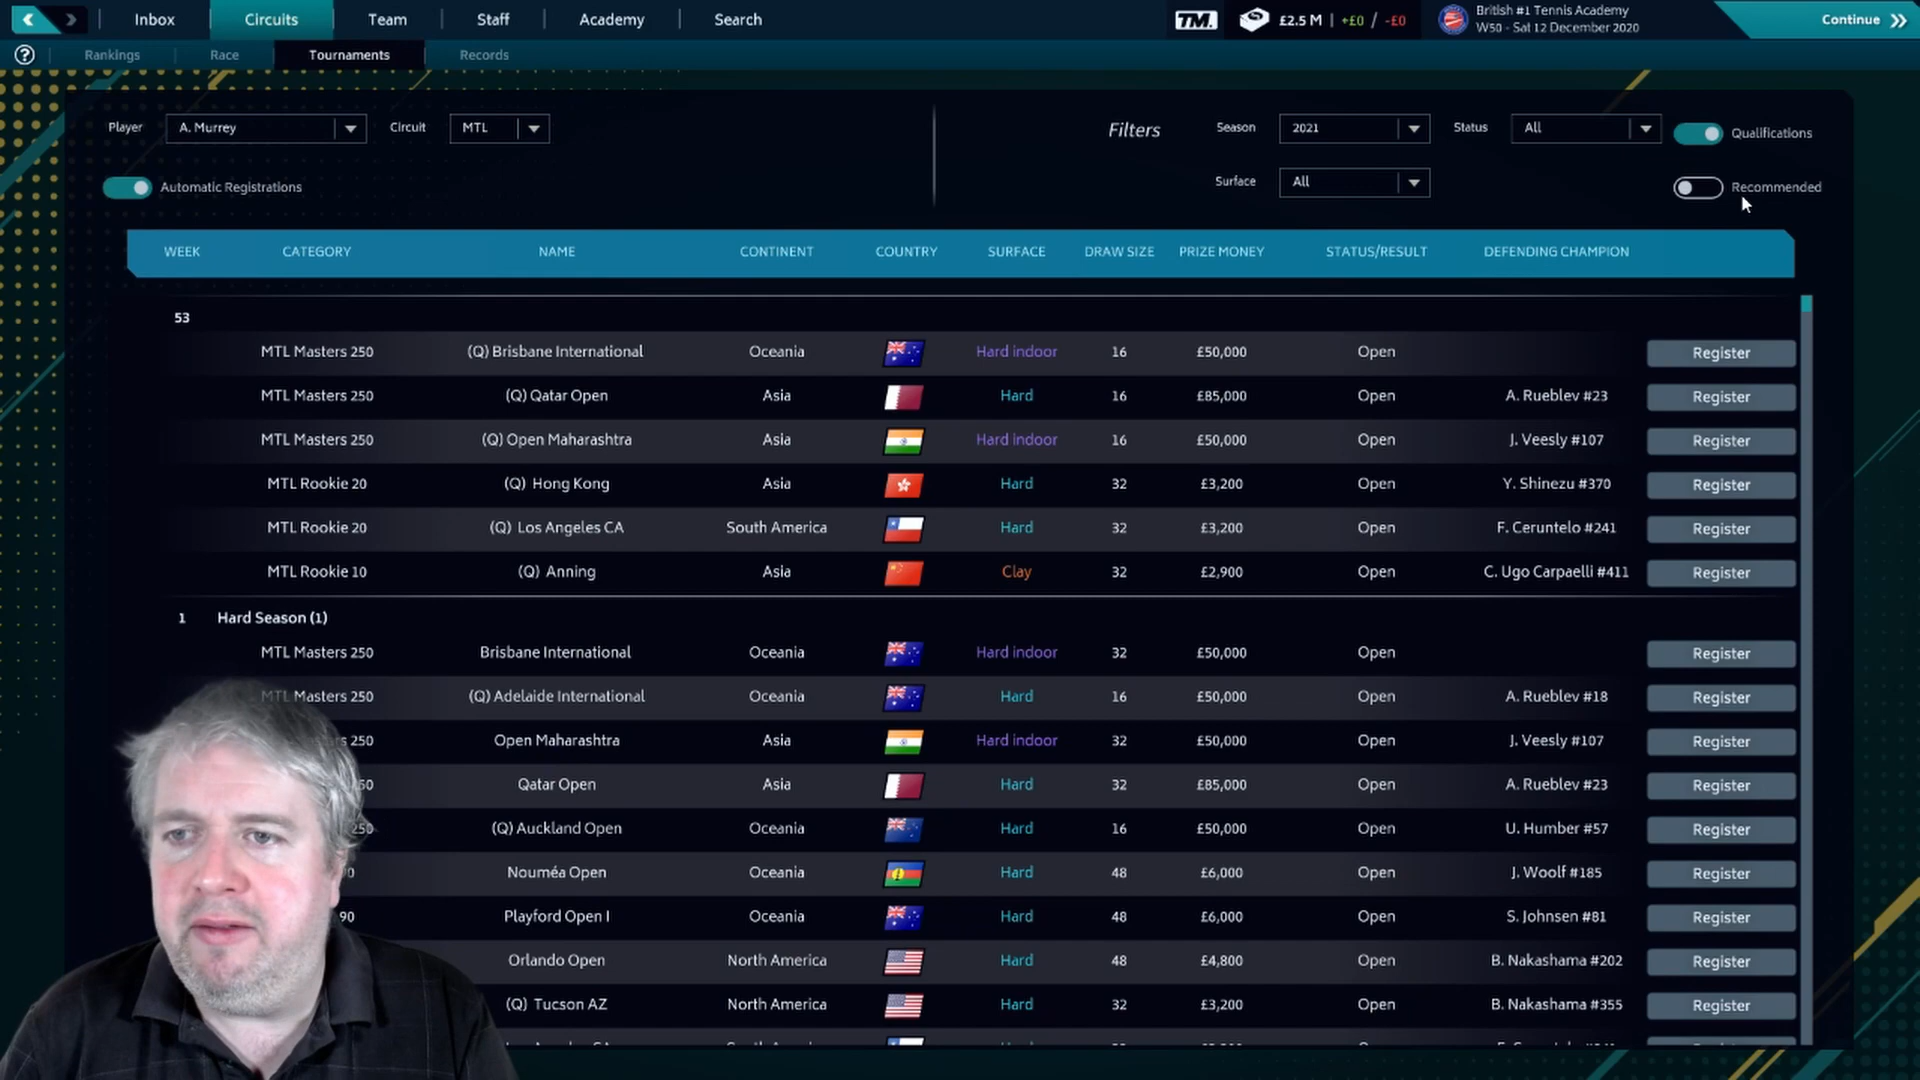 Inbox Circuits Team Staff Academy Search TM. £2.5 M | +£0 / -£0 British #1 Tennis Academy Continue
W50 - Sat 12 December 2020
? Rankings Race Tournaments Records
Player A. Murrey Circuit MTL Filters Season 2021 Status All Qualifications
Automatic Registrations Surface All Recommended
WEEK CATEGORY NAME CONTINENT COUNTRY SURFACE DRAW SIZE PRIZE MONEY STATUS/RESULT DEFENDING CHAMPION
53
MTL Masters 250 (Q) Brisbane International Oceania Hard indoor 16 £50,000 Open Register
MTL Masters 250 (Q) Qatar Open Asia Hard 16 £85,000 Open A. Rueblev #23 Register
MTL Masters 250 (Q) Open Maharashtra Asia Hard indoor 16 £50,000 Open J. Veesly #107 Register
MTL Rookie 20 (Q) Hong Kong Asia Hard 32 £3,200 Open Y. Shinezu #370 Register
MTL Rookie 20 (Q) Los Angeles CA South America Hard 32 £3,200 Open F. Ceruntelo #241 Register
MTL Rookie 10 (Q) Anning Asia Clay 32 £2,900 Open C. Ugo Carpaelli #411 Register
1 Hard Season (1)
MTL Masters 250 Brisbane International Oceania Hard indoor 32 £50,000 Open Register
MTL Masters 250 (Q) Adelaide International Oceania Hard 16 £50,000 Open A. Rueblev #18 Register
250 Open Maharashtra Asia Hard indoor 32 £50,000 Open J. Veesly #107 Register
Qatar Open Asia Hard 32 £85,000 Open A. Rueblev #23 Register
250 (Q) Auckland Open Oceania Hard 16 £50,000 Open U. Humber #57 Register
Nouméa Open Oceania Hard 48 £6,000 Open J. Woolf #185 Register
90 Playford Open I Oceania Hard 48 £6,000 Open S. Johnsen #81 Register
Orlando Open North America Hard 48 £4,800 Open B. Nakashama #202 Register
(Q) Tucson AZ North America Hard 32 £3,200 Open B. Nakashama #355 Register